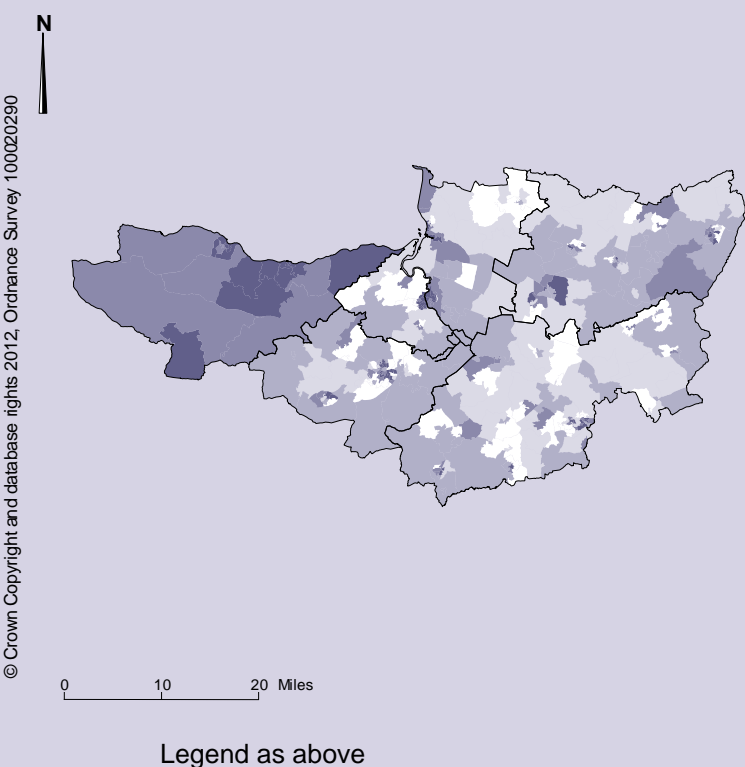 N
© Crown Copyright and database rights 2012, Ordnance Survey 100020290
0 10 20 Miles
Legend as above